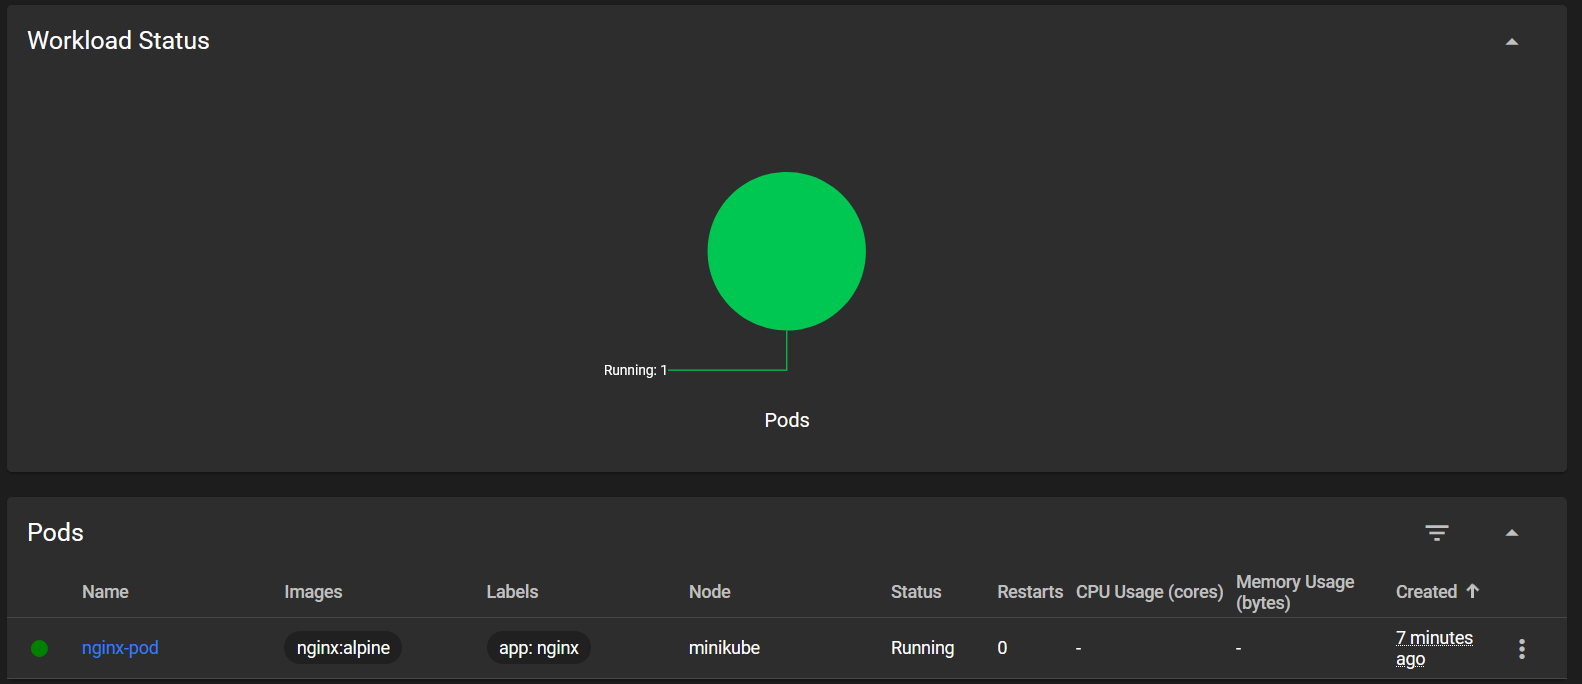 Workload Status
Running: 1
Pods
Pods
Name Images Labels Node Status Restarts CPU Usage (cores) Memory Usage (bytes) Created
nginx-pod nginx:alpine app: nginx minikube Running 0 - - 7 minutes ago